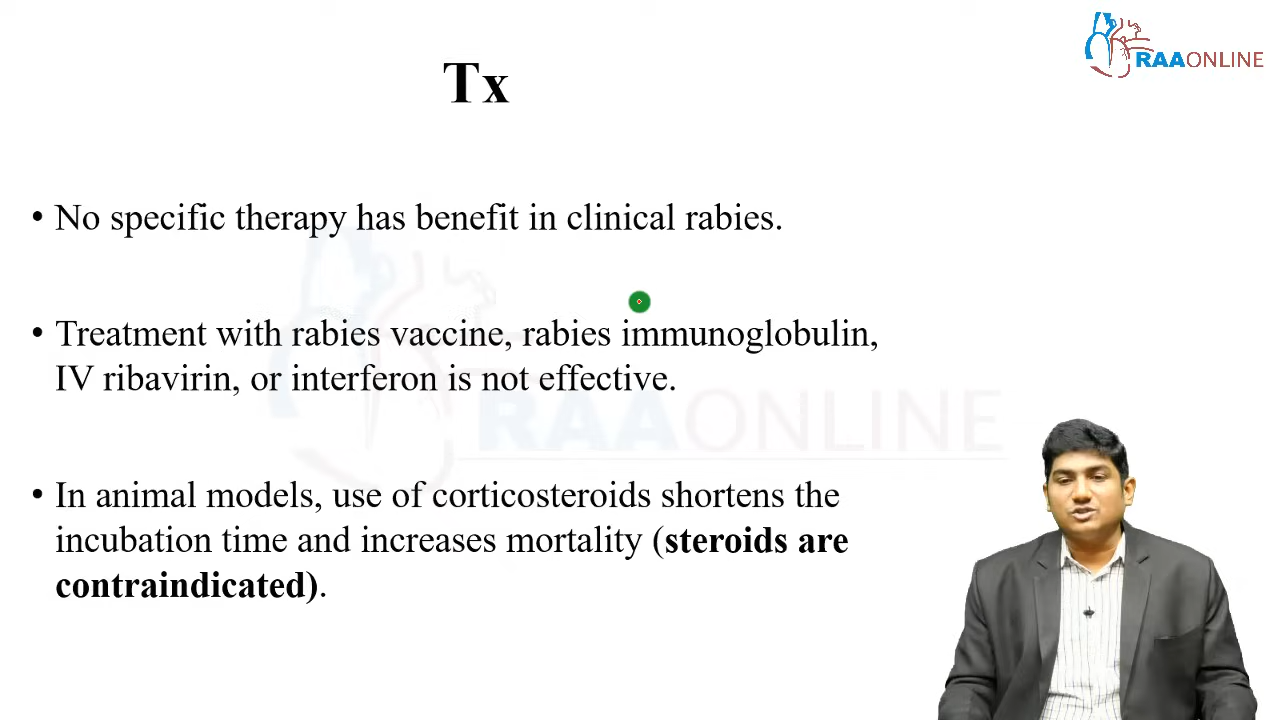 RAAONLINE
Tx
• No specific therapy has benefit in clinical rabies.
• Treatment with rabies vaccine, rabies immunoglobulin,
IV ribavirin, or interferon is not effective.
RAAONLINE
• In animal models, use of corticosteroids shortens the
incubation time and increases mortality (steroids are
contraindicated).